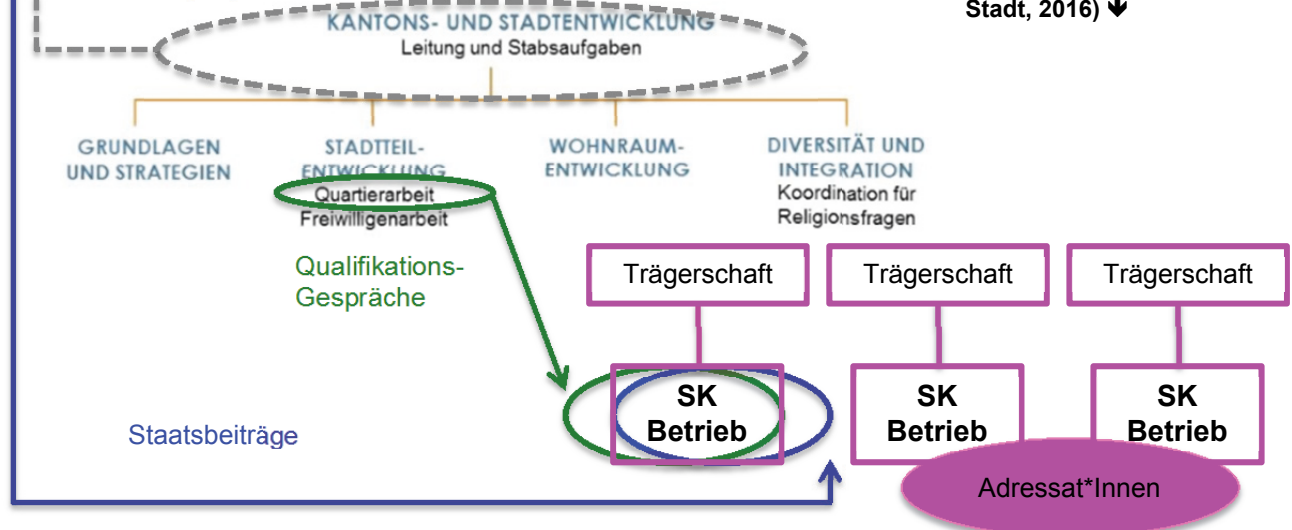 Stadt, 2016) 🡻
KANTONS- UND STADTENTWICKLUNG
Leitung und Stabsaufgaben
GRUNDLAGEN
UND STRATEGIEN
STADTTEIL-
ENTWICKLUNG
Quartierarbeit
Freiwilligenarbeit
WOHNRAUM-
ENTWICKLUNG
DIVERSITÄT UND
INTEGRATION
Koordination für
Religionsfragen
Qualifikations-
Gespräche
Trägerschaft
Trägerschaft
Trägerschaft
SK
Betrieb
SK
Betrieb
SK
Betrieb
Staatsbeiträge
Adressat*Innen